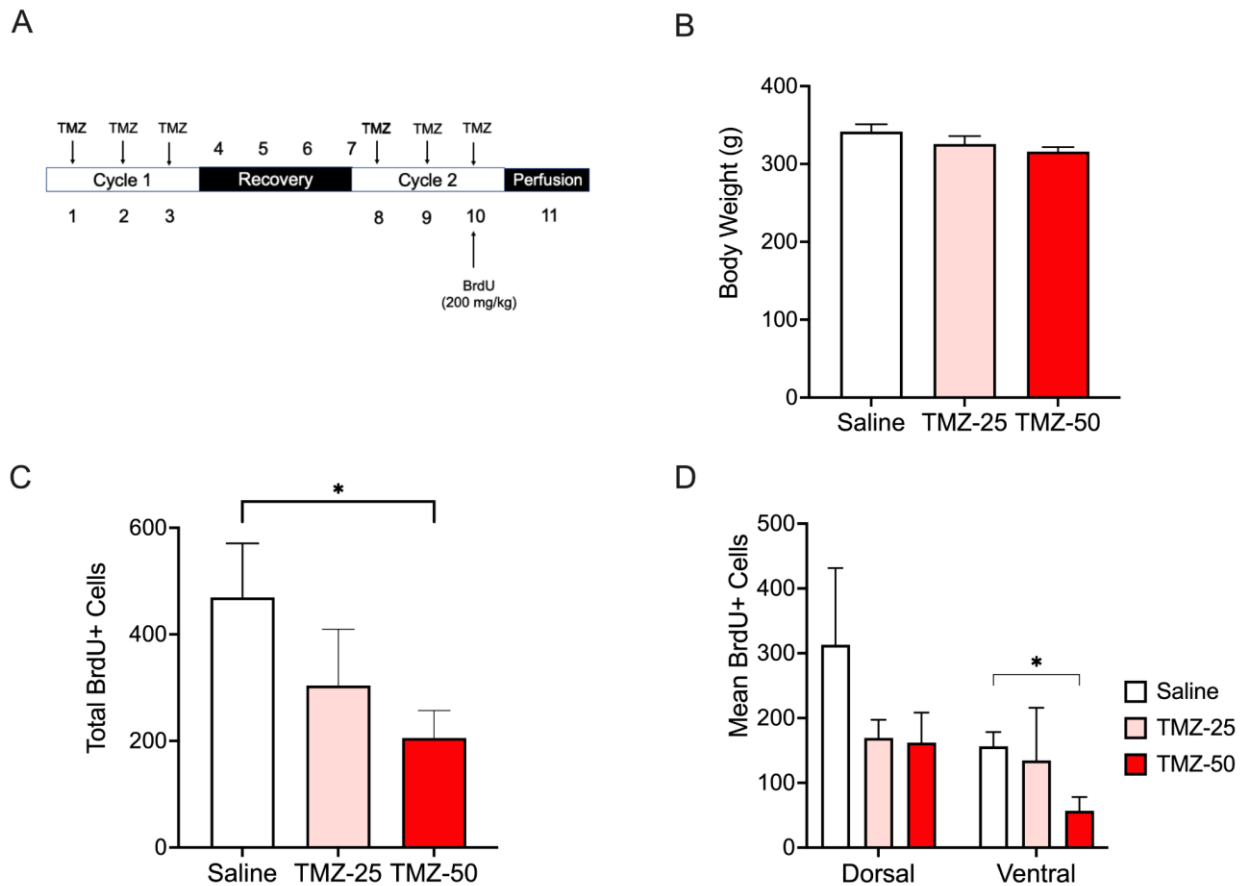 A
TMZ TMZ TMZ TMZ TMZ TMZ
4 5 6 7
Cycle 1 Recovery Cycle 2 Perfusion
1 2 3 8 9 10 11
BrdU
(200 mg/kg)
B
Body Weight (g)
400
300
200
100
0
Saline TMZ-25 TMZ-50
C
Total BrdU+ Cells
*
600
400
200
0
Saline TMZ-25 TMZ-50
D
Mean BrdU+ Cells
500
400
300
200
100
0
*
Dorsal Ventral
Saline
TMZ-25
TMZ-50